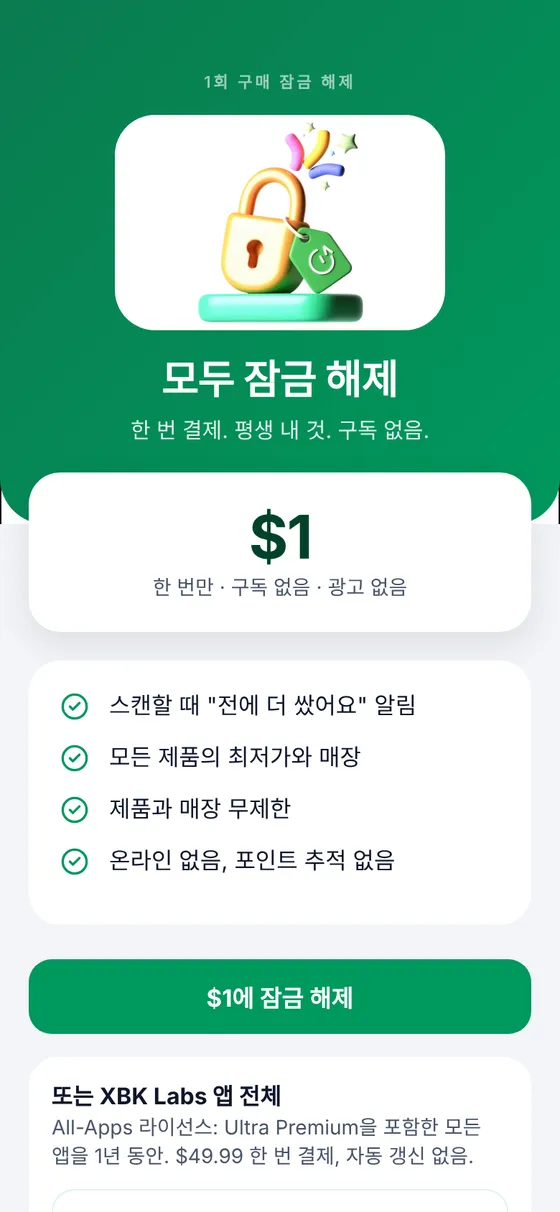 1회 구매 잠금 해제
모두 잠금 해제
한 번 결제. 평생 내 것. 구독 없음.
$1
한 번만 · 구독 없음 · 광고 없음
스캔할 때 "전에 더 쌌어요" 알림
모든 제품의 최저가와 매장
제품과 매장 무제한
온라인 없음, 포인트 추적 없음
$1에 잠금 해제
또는 XBK Labs 앱 전체
All-Apps 라이선스: Ultra Premium을 포함한 모든
앱을 1년 동안. $49.99 한 번 결제, 자동 갱신 없음.